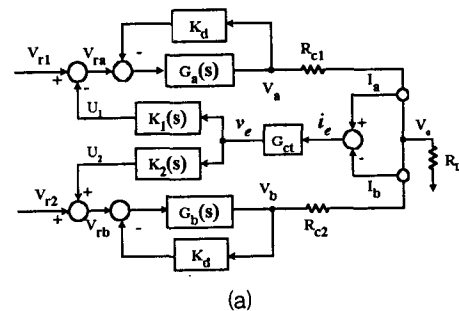 K_d
V_r1 + - V_ra - G_a(s) V_a R_c1 I_a
U_1 K_1(s) v_e G_ct i_e + - V_o R_L
U_2 K_2(s) I_b
V_r2 + + V_rb - G_b(s) V_b R_c2
K_d
(a)